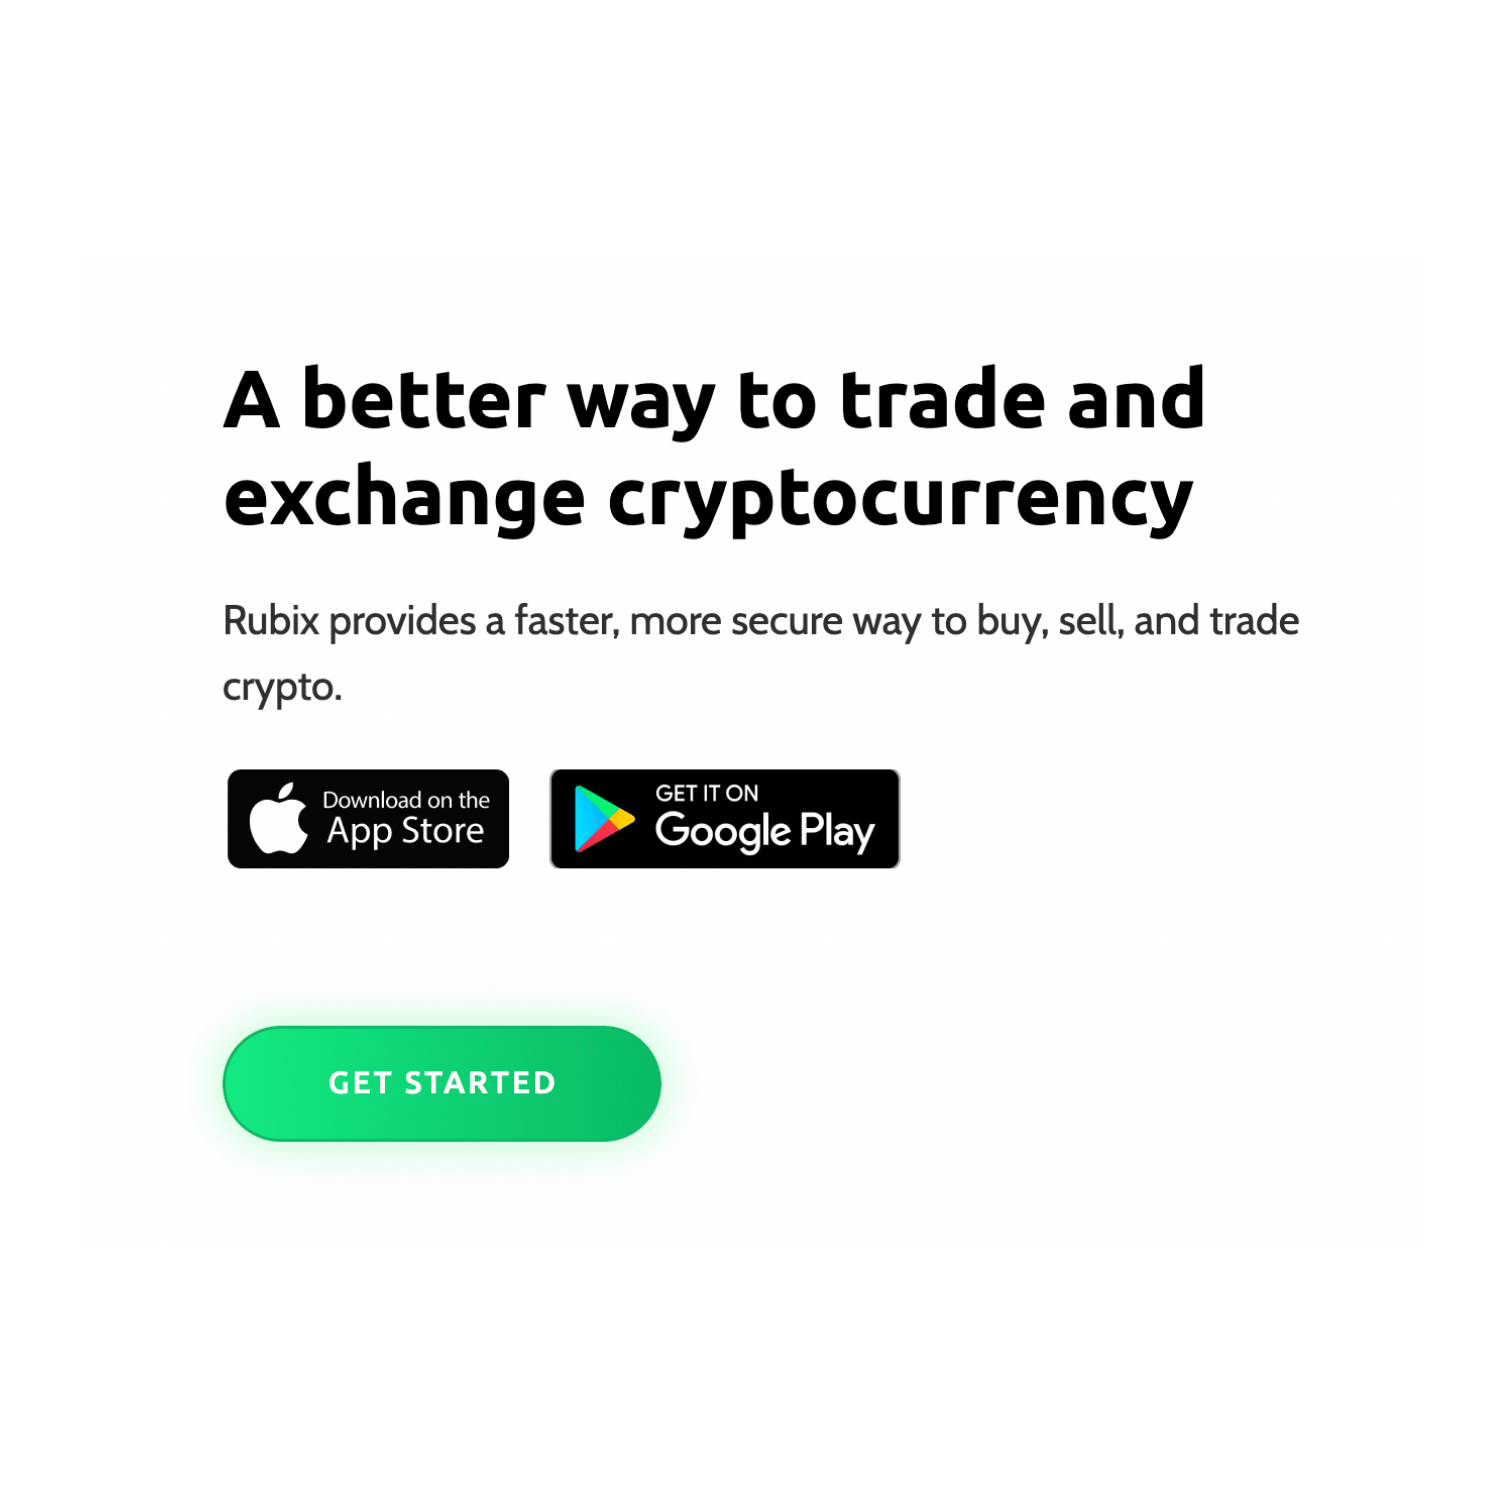 A better way to trade and
exchange cryptocurrency
Rubix provides a faster, more secure way to buy, sell, and trade
crypto.
Download on the
App Store
GET IT ON
Google Play
GET STARTED